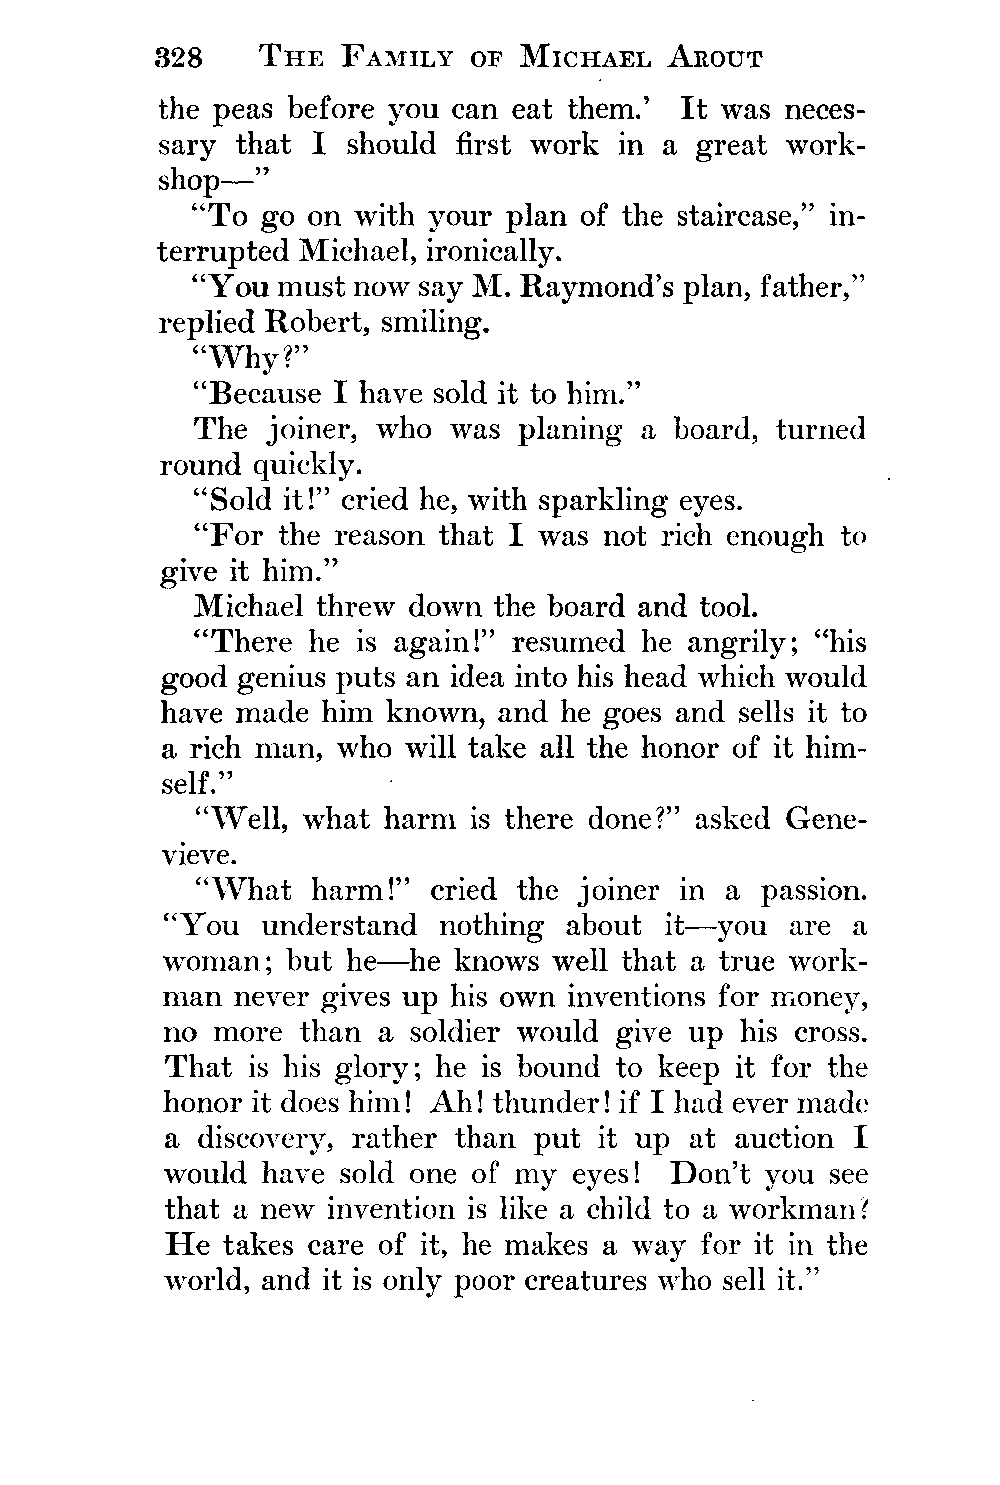 328 THE FAMILY OF MICHAEL AROUT
the peas before you can eat them.’ It was neces-
sary that I should first work in a great work-
shop—”
“To go on with your plan of the staircase,” in-
terrupted Michael, ironically.
“You must now say M. Raymond’s plan, father,”
replied Robert, smiling.
“Why?”
“Because I have sold it to him.”
The joiner, who was planing a board, turned
round quickly.
“Sold it!” cried he, with sparkling eyes.
“For the reason that I was not rich enough to
give it him.”
Michael threw down the board and tool.
“There he is again!” resumed he angrily; “his
good genius puts an idea into his head which would
have made him known, and he goes and sells it to
a rich man, who will take all the honor of it him-
self.”
“Well, what harm is there done?” asked Gene-
vieve.
“What harm!” cried the joiner in a passion.
“You understand nothing about it—you are a
woman; but he—he knows well that a true work-
man never gives up his own inventions for money,
no more than a soldier would give up his cross.
That is his glory; he is bound to keep it for the
honor it does him! Ah! thunder! if I had ever made
a discovery, rather than put it up at auction I
would have sold one of my eyes! Don’t you see
that a new invention is like a child to a workman?
He takes care of it, he makes a way for it in the
world, and it is only poor creatures who sell it.”